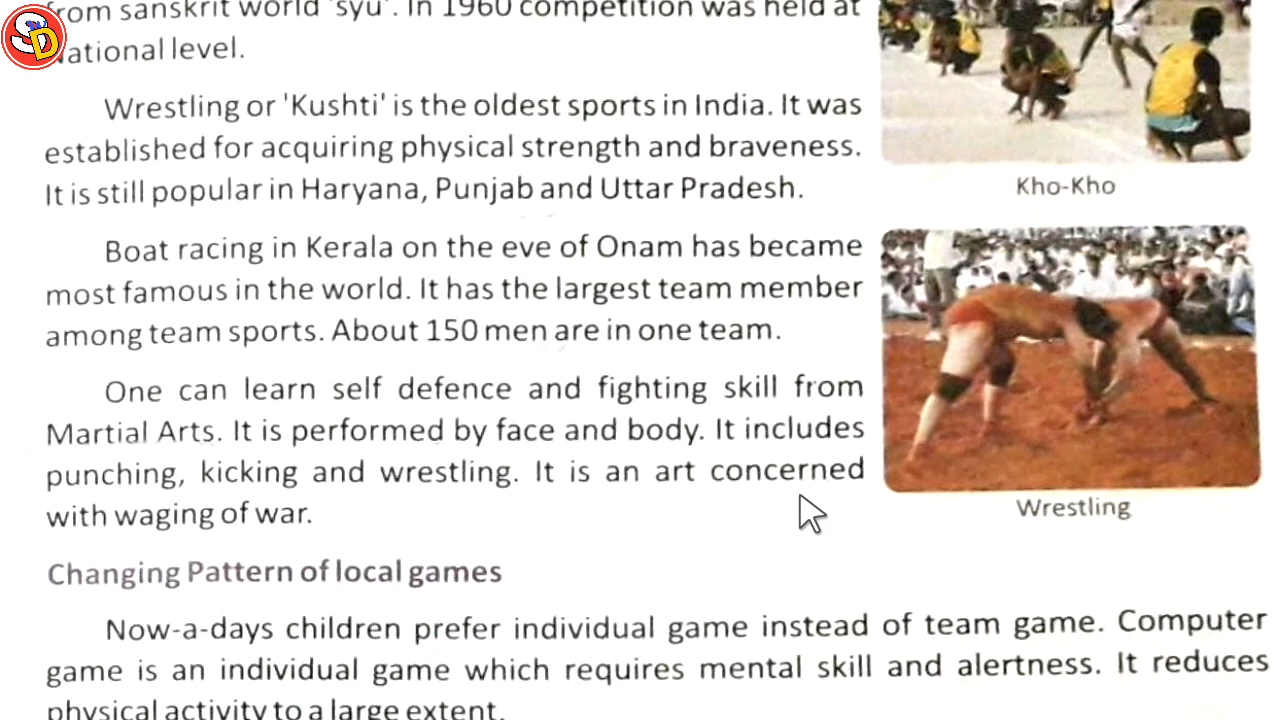 from sanskrit world 'syu'. In 1960 competition was held at
National level.
Wrestling or 'Kushti' is the oldest sports in India. It was
established for acquiring physical strength and braveness.
It is still popular in Haryana, Punjab and Uttar Pradesh.
Kho-Kho
Boat racing in Kerala on the eve of Onam has became
most famous in the world. It has the largest team member
among team sports. About 150 men are in one team.
One can learn self defence and fighting skill from
Martial Arts. It is performed by face and body. It includes
punching, kicking and wrestling. It is an art concerned
with waging of war.
Wrestling
Changing Pattern of local games
Now-a-days children prefer individual game instead of team game. Computer
game is an individual game which requires mental skill and alertness. It reduces
physical activity to a large extent.
SD